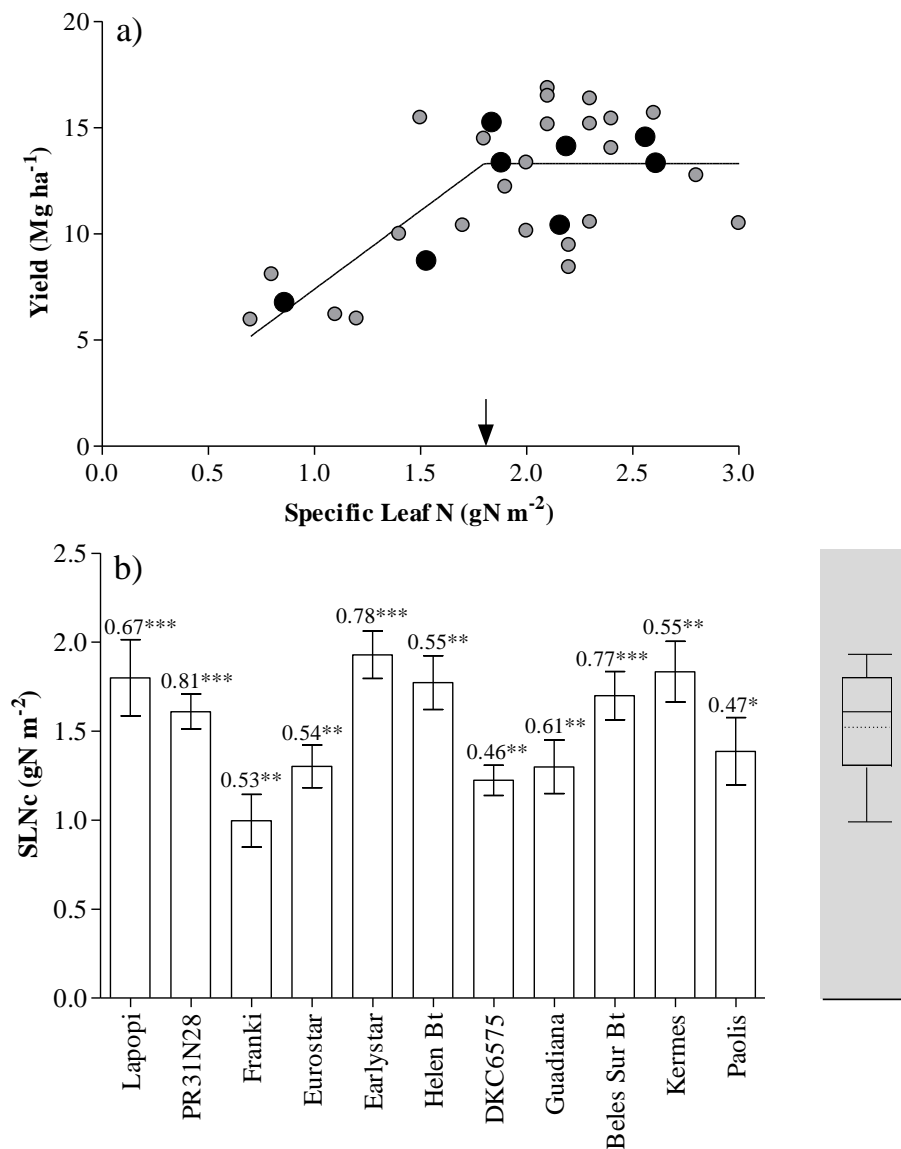 a)
20
15
10
5
0
Yield (Mg ha⁻¹)
0.0 0.5 1.0 1.5 2.0 2.5 3.0
Specific Leaf N (gN m⁻²)
b)
2.5
2.0
1.5
1.0
0.5
0.0
SLNc (gN m⁻²)
0.67***
0.81***
0.53**
0.54**
0.78***
0.55**
0.46**
0.61**
0.77***
0.55**
0.47*
Lapopi
PR31N28
Franki
Eurostar
Earlystar
Helen Bt
DKC6575
Guadiana
Beles Sur Bt
Kermes
Paolis